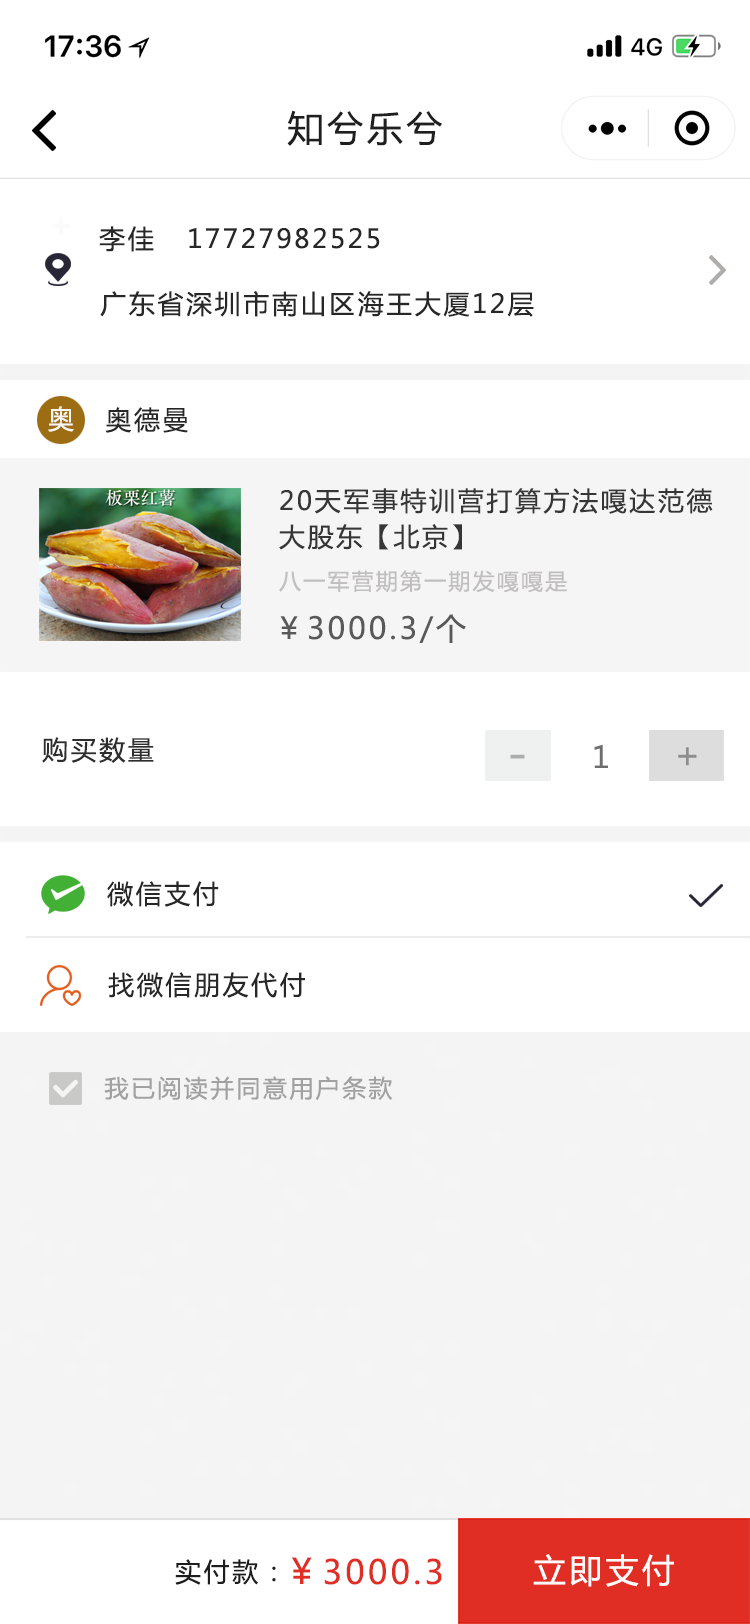 17:36
4G
知兮乐兮
李佳 17727982525
广东省深圳市南山区海王大厦12层
奥 奥德曼
板栗红薯
20天军事特训营打算方法嘎达范德
大股东【北京】
八一军营期第一期发嘎嘎是
¥3000.3/个
购买数量
- 1 +
微信支付
找微信朋友代付
我已阅读并同意用户条款
实付款：¥3000.3
立即支付